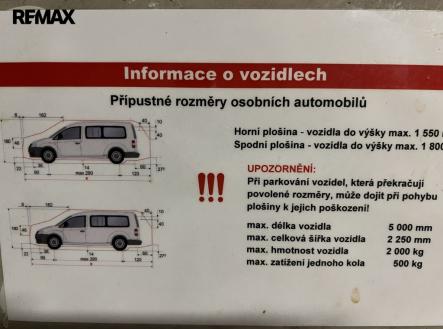 RE/MAX
Informace o vozidlech
Přípustné rozměry osobních automobilů
Horní plošina - vozidla do výšky max. 1 550
Spodní plošina - vozidla do výšky max. 1 800
UPOZORNĚNÍ:
!!!
Při parkování vozidel, která překračují
povolené rozměry, může dojít při pohybu
plošiny k jejich poškození!
max. délka vozidla 5 000 mm
max. celková šířka vozidla 2 250 mm
max. hmotnost vozidla 2 000 kg
max. zatížení jednoho kola 500 kg